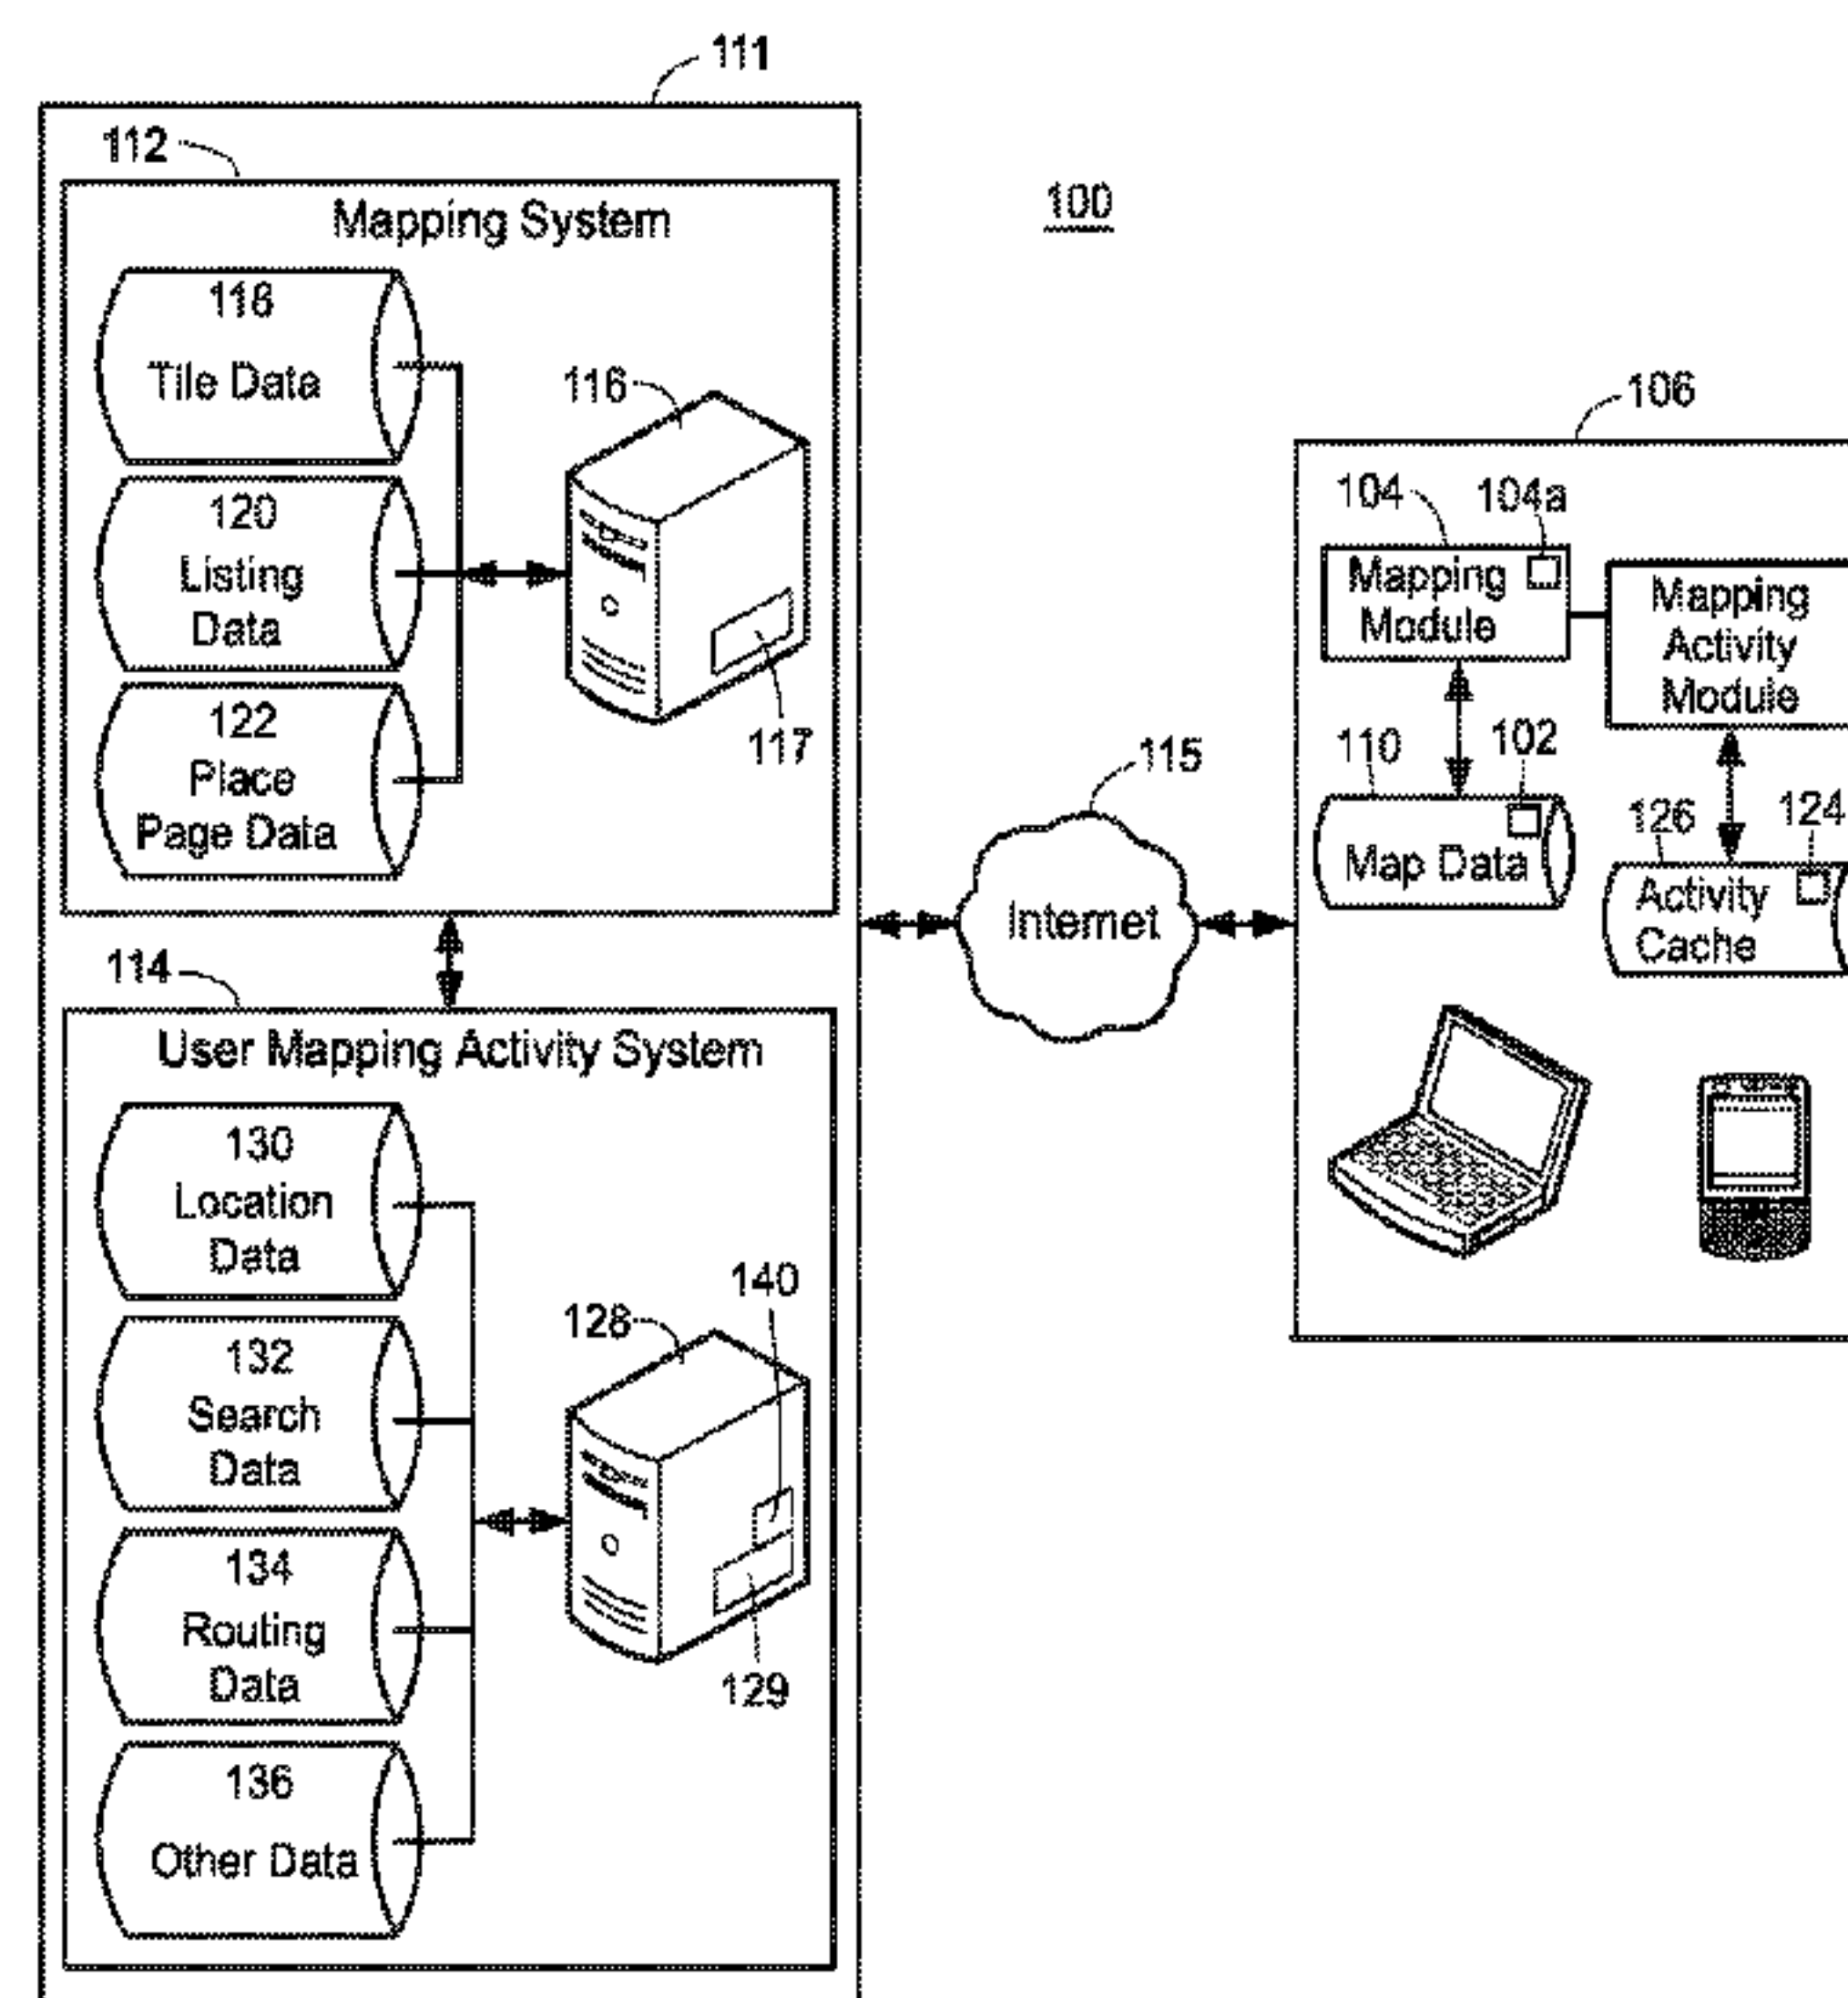 111
112
Mapping System
100
118
Tile Data
116
120
Listing
Data
117
122
Place
Page Data
106
104
104a
Mapping
Module
Mapping
Activity
Module
110
102
Map Data
126
124
Activity
Cache
115
Internet
114
User Mapping Activity System
130
Location
Data
140
128
132
Search
Data
134
Routing
Data
129
136
Other Data